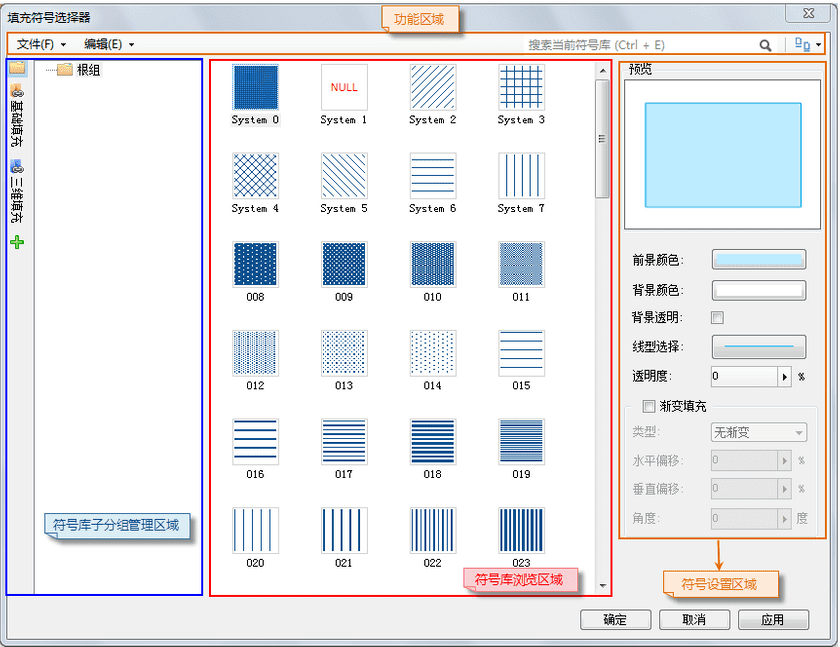 填充符号选择器
功能区域
文件(F) 编辑(E) 搜索当前符号库 (Ctrl + E)
根组
基础填充
三维填充
符号库子分组管理区域
NULL
System 0 System 1 System 2 System 3
System 4 System 5 System 6 System 7
008 009 010 011
012 013 014 015
016 017 018 019
020 021 022 023
符号库浏览区域
预览
前景颜色:
背景颜色:
背景透明:
线型选择:
透明度: 0 %
渐变填充
类型: 无渐变
水平偏移: 0 %
垂直偏移: 0 %
角度: 0 度
符号设置区域
确定 取消 应用